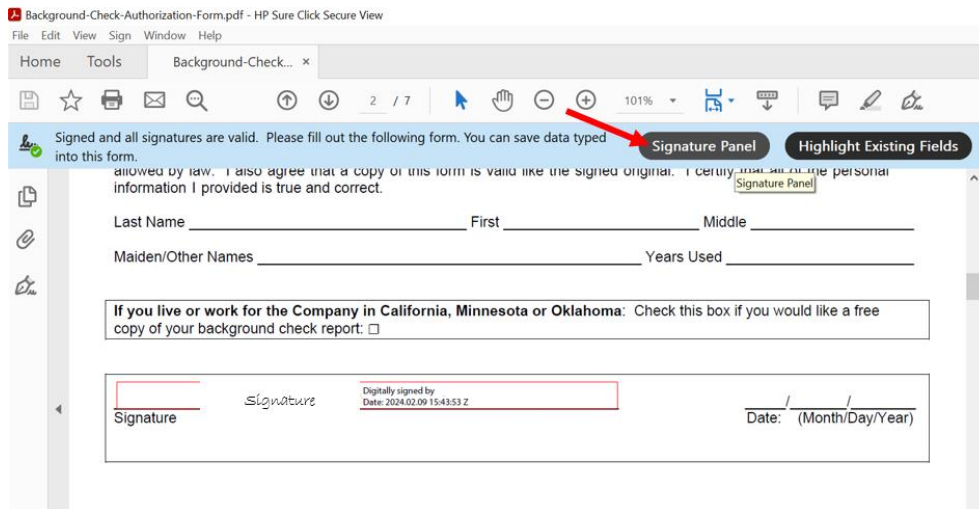 Background-Check-Authorization-Form.pdf - HP Sure Click Secure View
File Edit View Sign Window Help
Home Tools Background-Check... ×
2 / 7 101%
Signed and all signatures are valid. Please fill out the following form. You can save data typed
into this form.
Signature Panel Highlight Existing Fields
allowed by law. I also agree that a copy of this form is valid like the signed original. I certify that all of the personal
information I provided is true and correct.
Signature Panel
Last Name First Middle
Maiden/Other Names Years Used
If you live or work for the Company in California, Minnesota or Oklahoma: Check this box if you would like a free
copy of your background check report: ☐
Signature
Digitally signed by
Date: 2024.02.09 15:43:53 Z
Signature
/ /
Date: (Month/Day/Year)